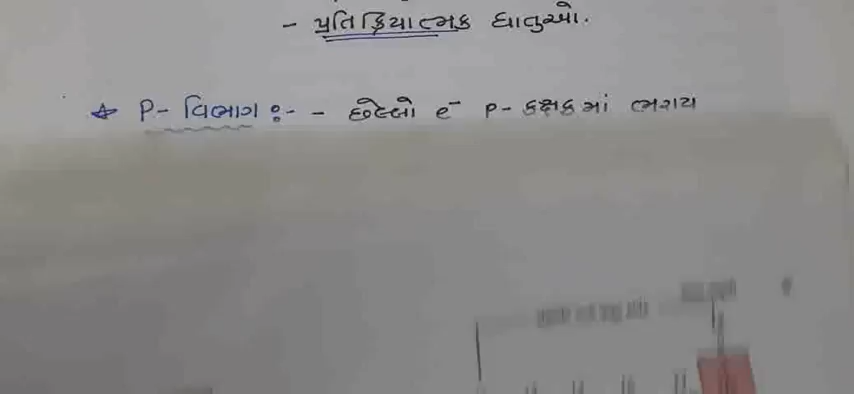 - પ્રતિક્રિયાત્મક ધાતુઓ.
☆ P- વિભાગ :- - છેલ્લો e⁻ P- કક્ષકમાં ભરાય